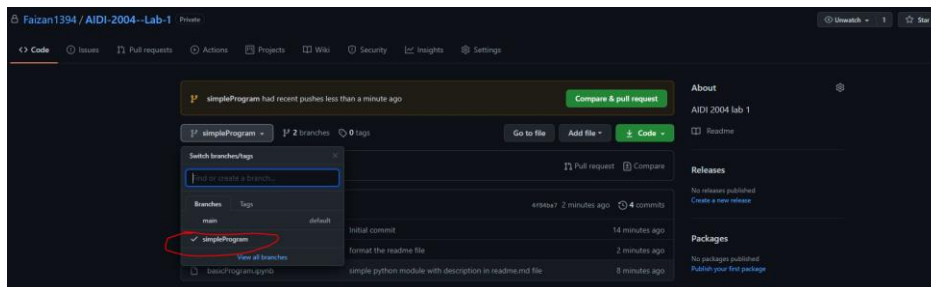 Faizan1394 / AIDI-2004--Lab-1 Private
Unwatch 1 Star
<> Code Issues Pull requests Actions Projects Wiki Security Insights Settings
simpleProgram had recent pushes less than a minute ago Compare & pull request
simpleProgram 2 branches 0 tags Go to file Add file Code
Switch branches/tags
Find or create a branch...
Branches Tags
main default
simpleProgram
View all branches
Pull request Compare
2 minutes ago 4 commits
Initial commit 14 minutes ago
format the readme file 2 minutes ago
basicProgram.ipynb simple python module with description in readme.md file 8 minutes ago
About
AIDI 2004 lab 1
Readme
Releases
No releases published
Create a new release
Packages
No packages published
Publish your first package